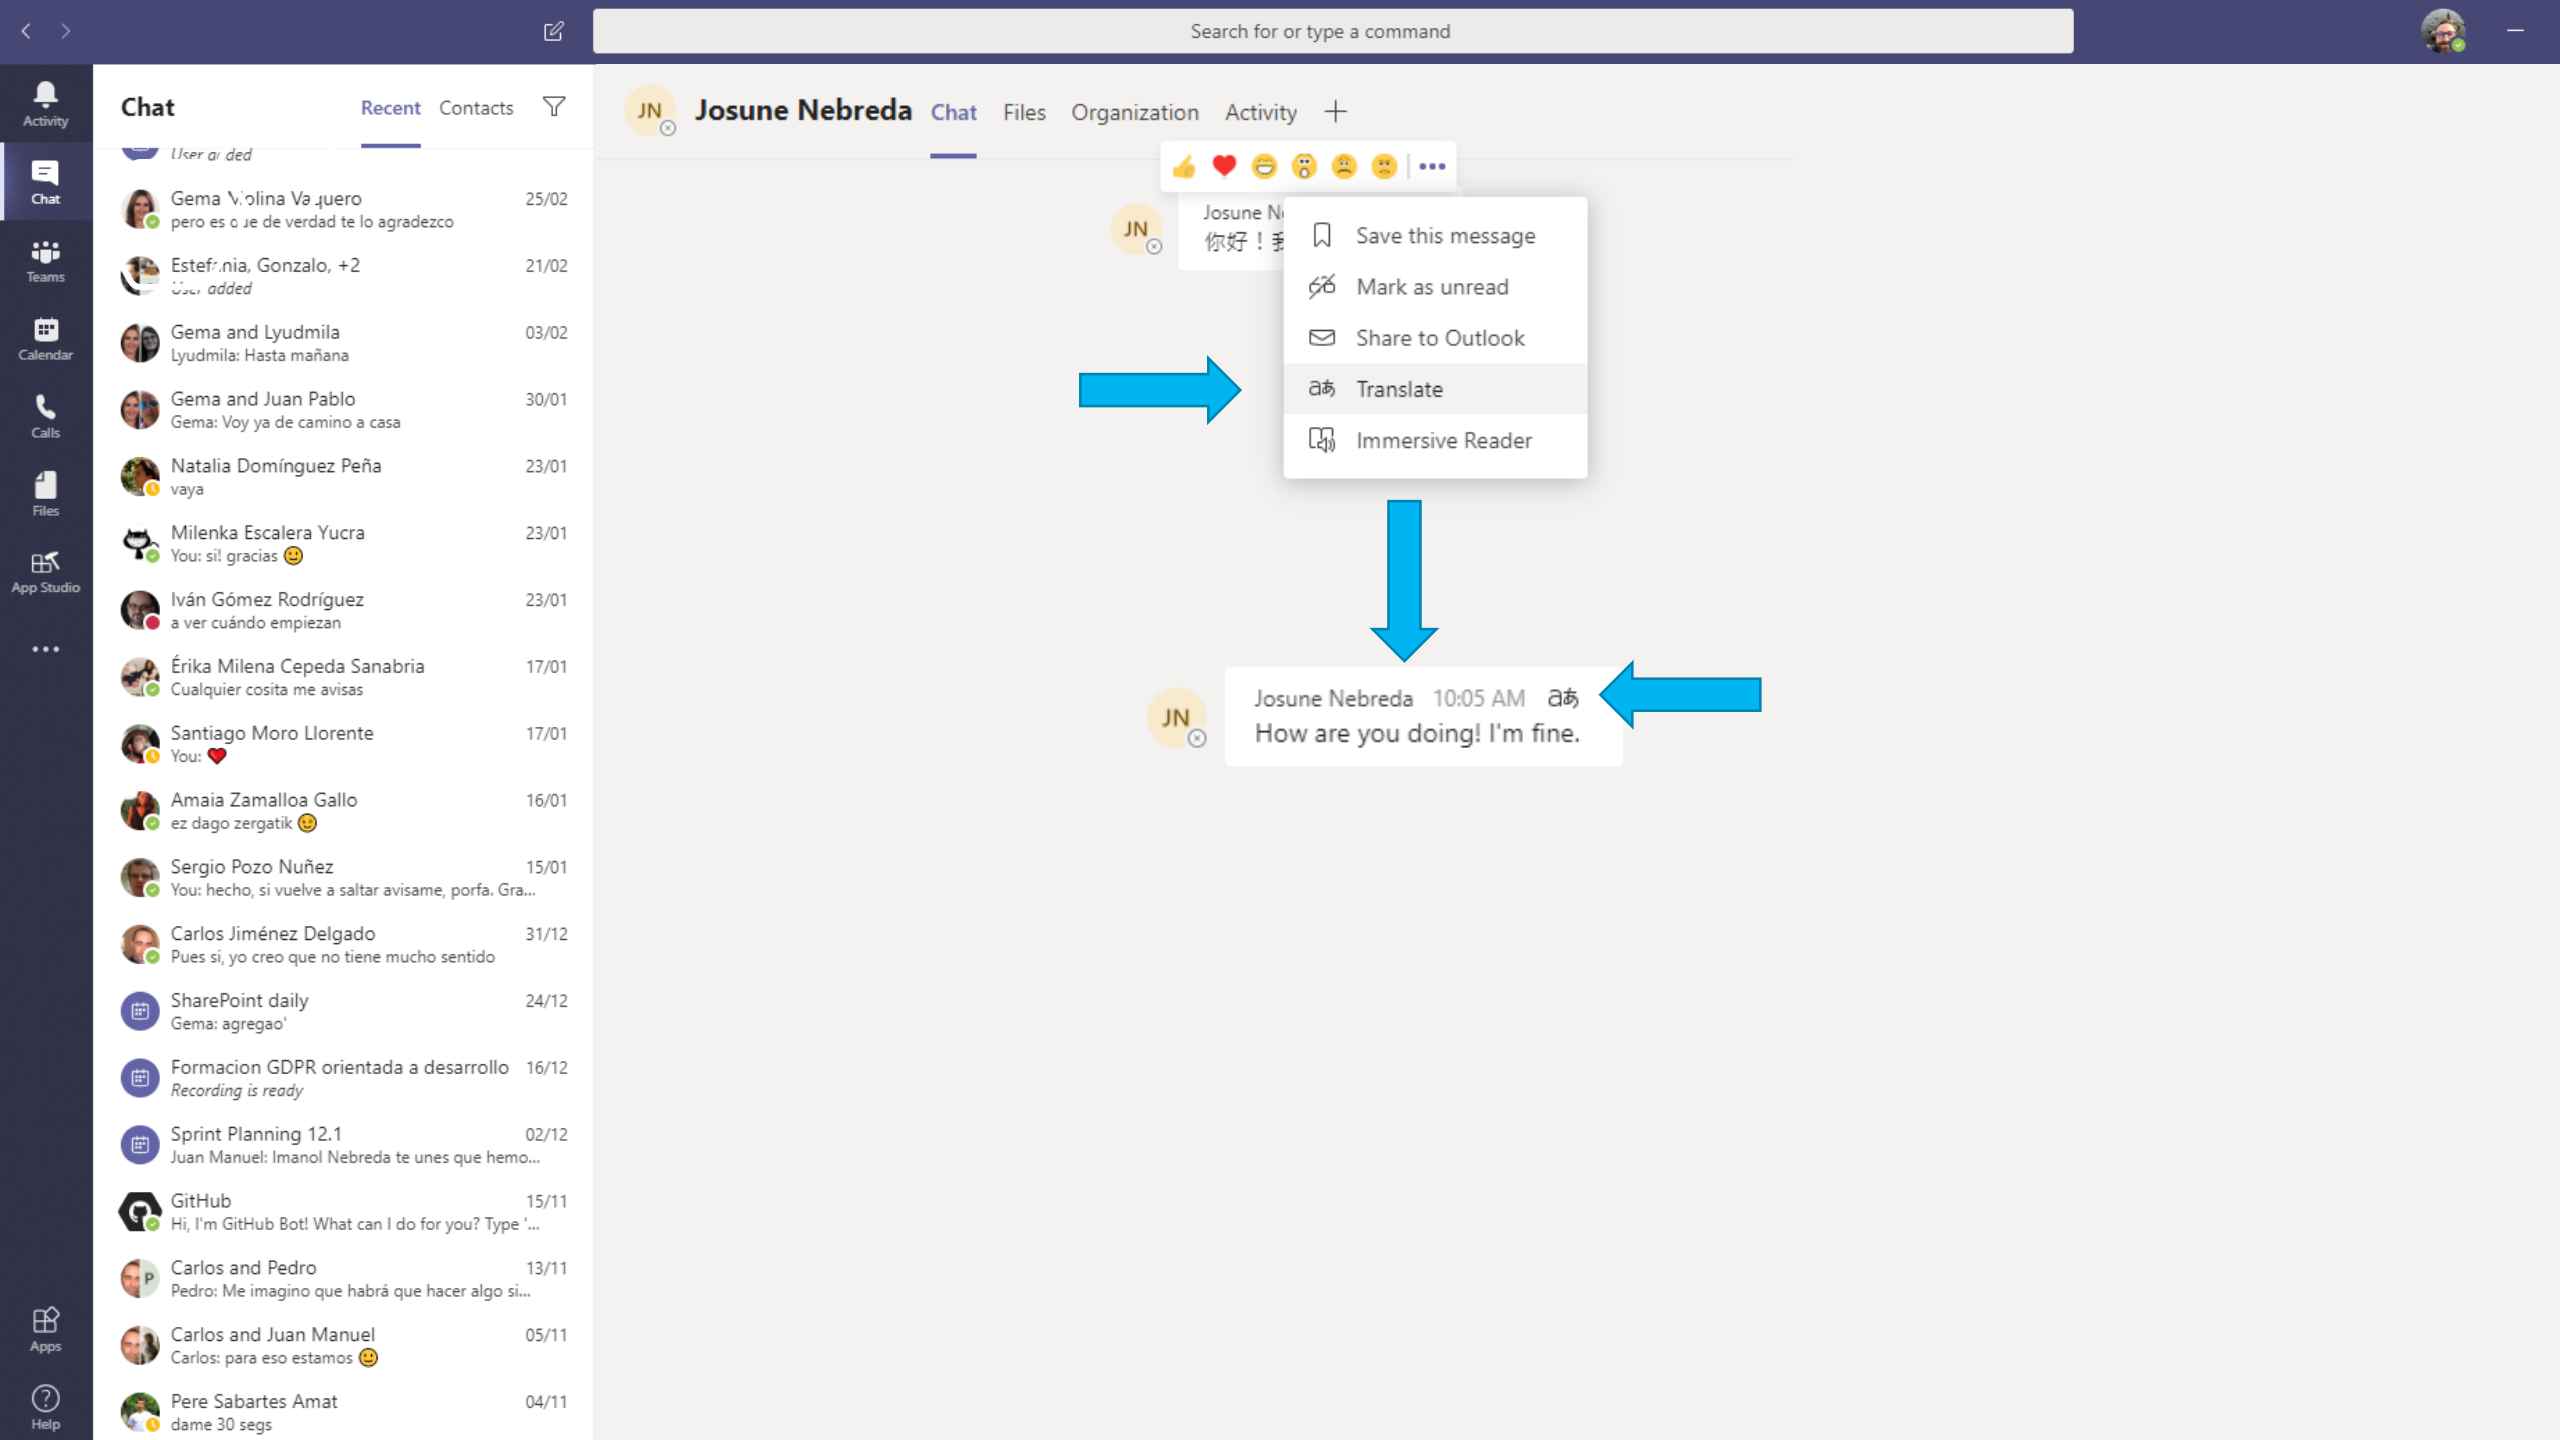 Search for or type a command
Activity
Chat
Teams
Calendar
Calls
Files
App Studio
Apps
Help
Chat
Recent
Contacts
added
Gema Molina Vaquero 25/02
pero es que de verdad te lo agradezco
Estefania, Gonzalo, +2 21/02
User added
Gema and Lyudmila 03/02
Lyudmila: Hasta mañana
Gema and Juan Pablo 30/01
Gema: Voy ya de camino a casa
Natalia Domínguez Peña 23/01
vaya
Milenka Escalera Yucra 23/01
You: si! gracias
Iván Gómez Rodríguez 23/01
a ver cuándo empiezan
Érika Milena Cepeda Sanabria 17/01
Cualquier cosita me avisas
Santiago Moro Llorente 17/01
You:
Amaia Zamalloa Gallo 16/01
ez dago zergatik
Sergio Pozo Nuñez 15/01
You: hecho, si vuelve a saltar avisame, porfa. Gra...
Carlos Jiménez Delgado 31/12
Pues si, yo creo que no tiene mucho sentido
SharePoint daily 24/12
Gema: agregao'
Formacion GDPR orientada a desarrollo 16/12
Recording is ready
Sprint Planning 12.1 02/12
Juan Manuel: Imanol Nebreda te unes que hemo...
GitHub 15/11
Hi, I'm GitHub Bot! What can I do for you? Type '...
Carlos and Pedro 13/11
P
Pedro: Me imagino que habrá que hacer algo si...
Carlos and Juan Manuel 05/11
Carlos: para eso estamos
Pere Sabartes Amat 04/11
dame 30 segs
JN
Josune Nebreda
Chat
Files
Organization
Activity
JN
Josune
你好！
Save this message
Mark as unread
Share to Outlook
aあ Translate
Immersive Reader
JN
Josune Nebreda 10:05 AM aあ
How are you doing! I'm fine.